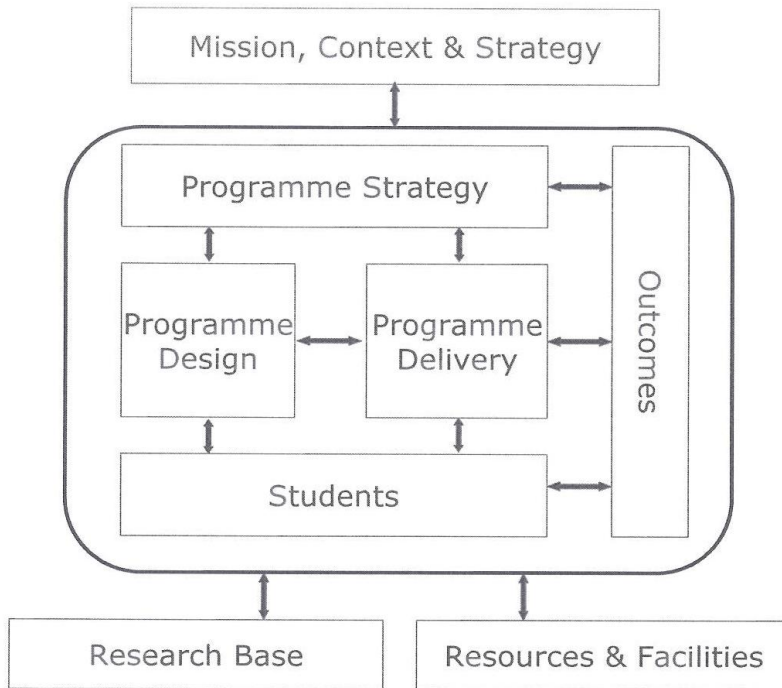 Mission, Context & Strategy
Programme Strategy
Programme
Design
Programme
Delivery
Outcomes
Students
Research Base
Resources & Facilities